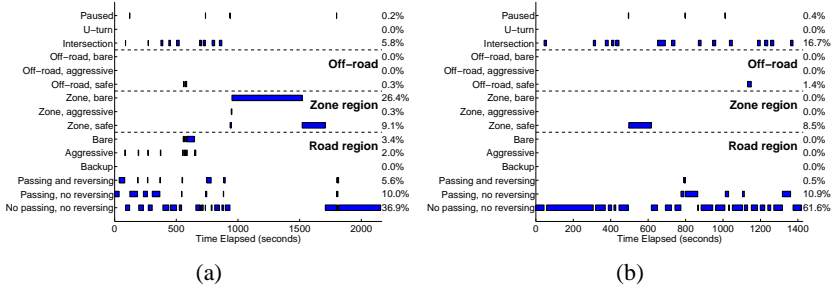 Paused 0.2%
U−turn 0.0%
Intersection 5.8%
Off−road, bare 0.0%
Off−road
Off−road, aggressive 0.0%
Off−road, safe 0.3%
Zone, bare 26.4%
Zone region
Zone, aggressive 0.3%
Zone, safe 9.1%
Bare 3.4%
Road region
Aggressive 2.0%
Backup 0.0%
Passing and reversing 5.6%
Passing, no reversing 10.0%
No passing, no reversing 36.9%
0 500 1000 1500 2000
Time Elapsed (seconds)
(a)
Paused 0.4%
U−turn 0.0%
Intersection 16.7%
Off−road, bare 0.0%
Off−road
Off−road, aggressive 0.0%
Off−road, safe 1.4%
Zone, bare 0.0%
Zone region
Zone, aggressive 0.0%
Zone, safe 8.5%
Bare 0.0%
Road region
Aggressive 0.0%
Backup 0.0%
Passing and reversing 0.5%
Passing, no reversing 10.9%
No passing, no reversing 61.6%
0 200 400 600 800 1000 1200 1400
Time Elapsed (seconds)
(b)